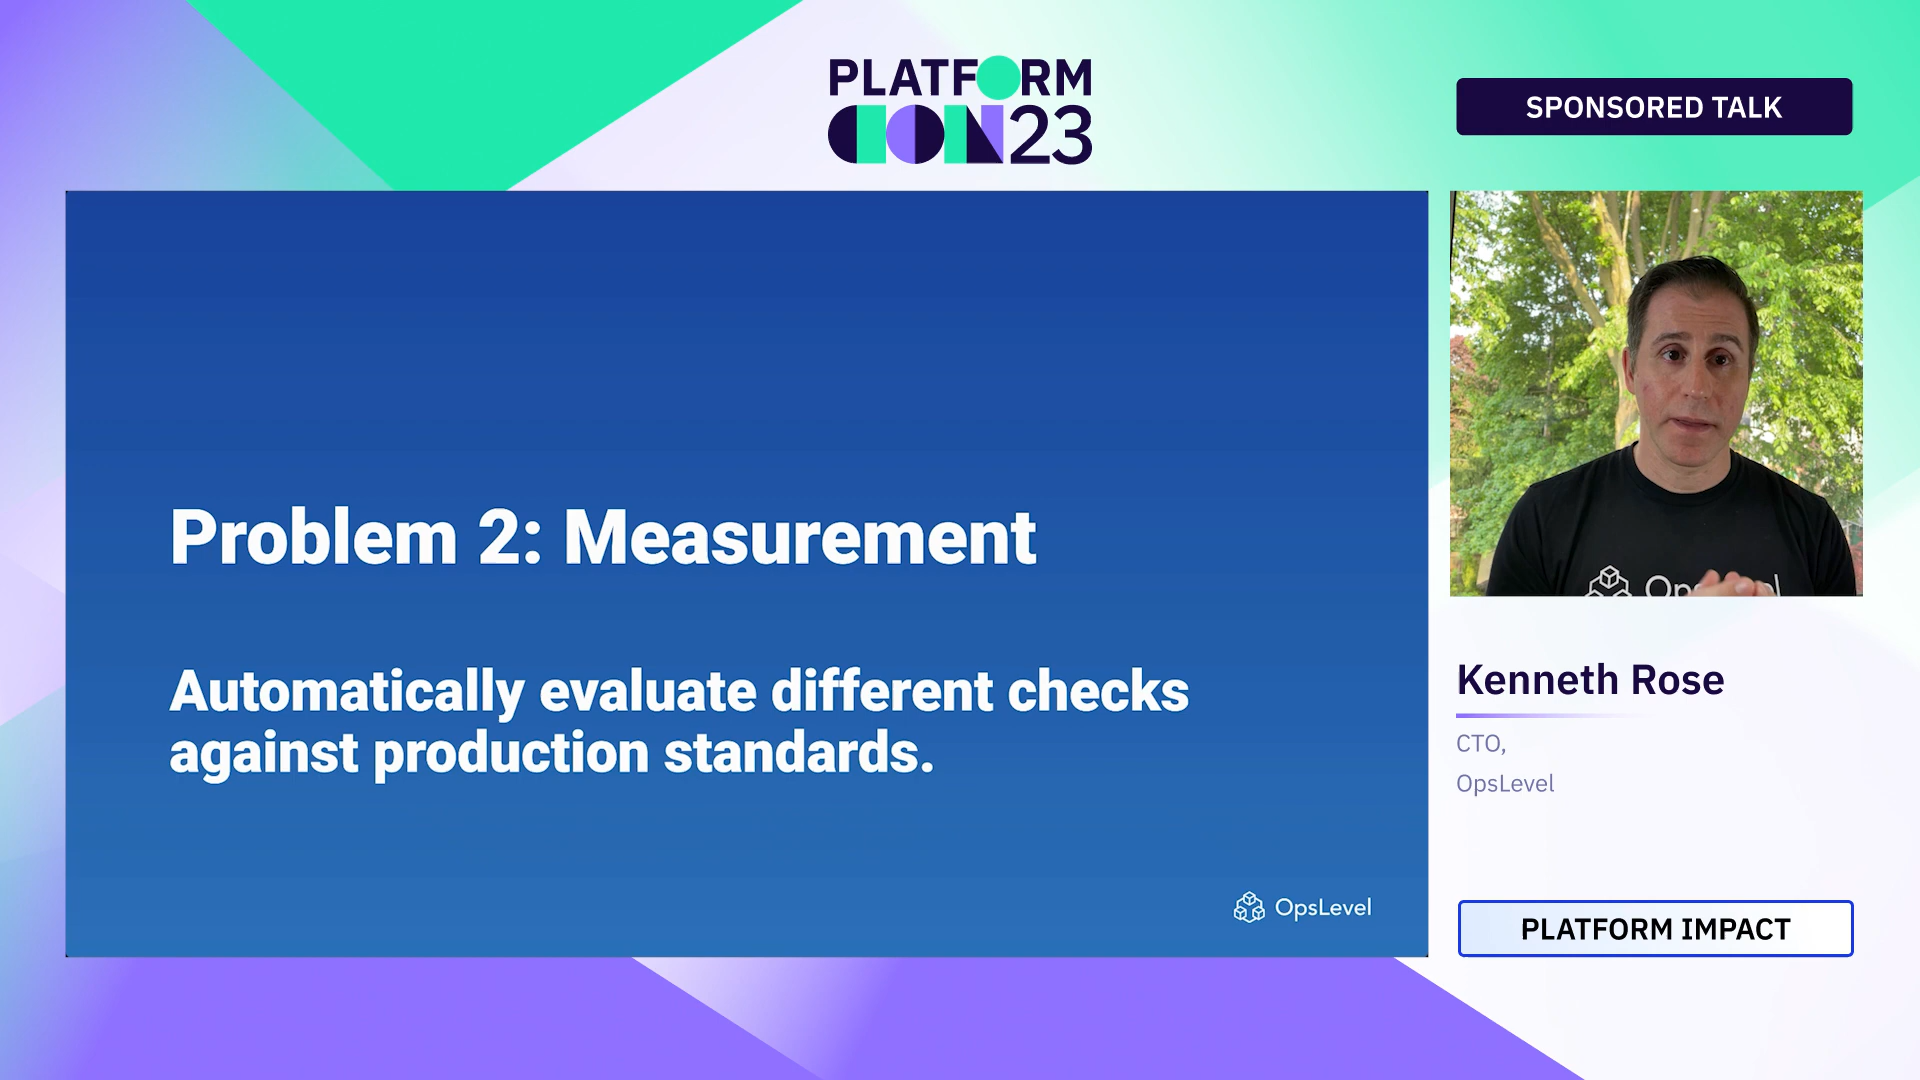 PLATFORM
CON23
SPONSORED TALK
Problem 2: Measurement
Automatically evaluate different checks
against production standards.
OpsLevel
Kenneth Rose
CTO,
OpsLevel
PLATFORM IMPACT